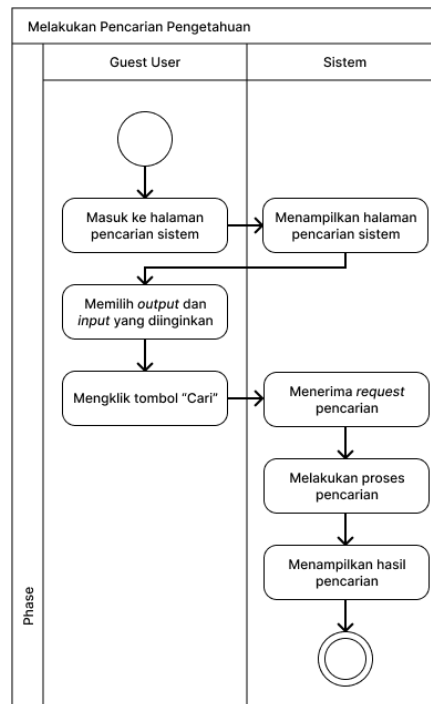 Melakukan Pencarian Pengetahuan
Guest User
Sistem
Masuk ke halaman
pencarian sistem
Menampilkan halaman
pencarian sistem
Memilih output dan
input yang diinginkan
Mengklik tombol “Cari”
Menerima request
pencarian
Melakukan proses
pencarian
Menampilkan hasil
pencarian
Phase